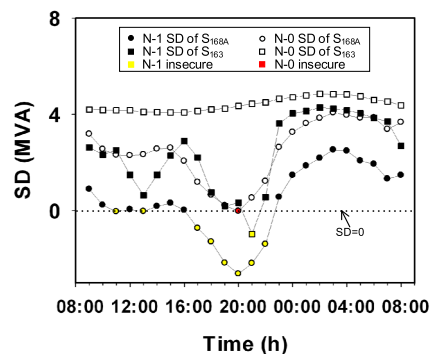 8
N-1 SD of S168A N-0 SD of S168A
N-1 SD of S163 N-0 SD of S163
N-1 insecure N-0 insecure
4
SD (MVA)
0
SD=0
08:00 12:00 16:00 20:00 00:00 04:00 08:00
Time (h)